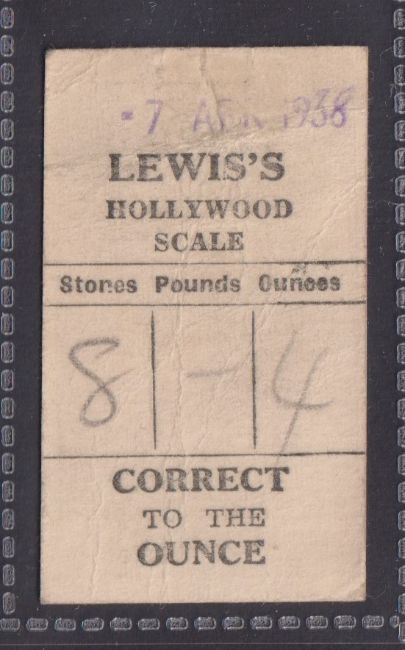 -7 APR 1938
LEWIS'S
HOLLYWOOD
SCALE
Stones Pounds Ounces
8 - 4
CORRECT
TO THE
OUNCE